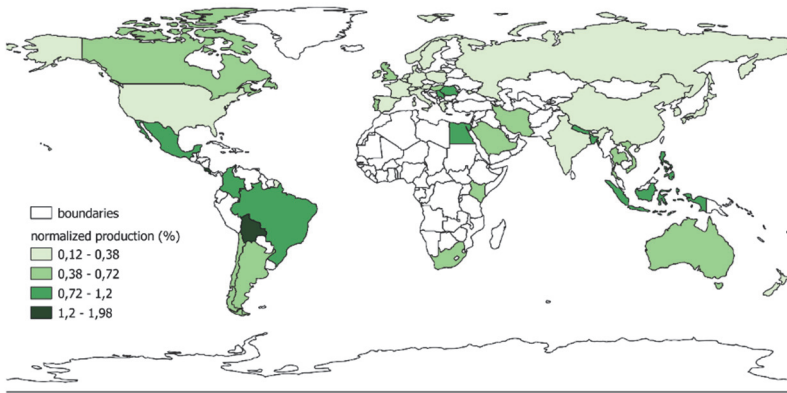 boundaries
normalized production (%)
0,12 - 0,38
0,38 - 0,72
0,72 - 1,2
1,2 - 1,98